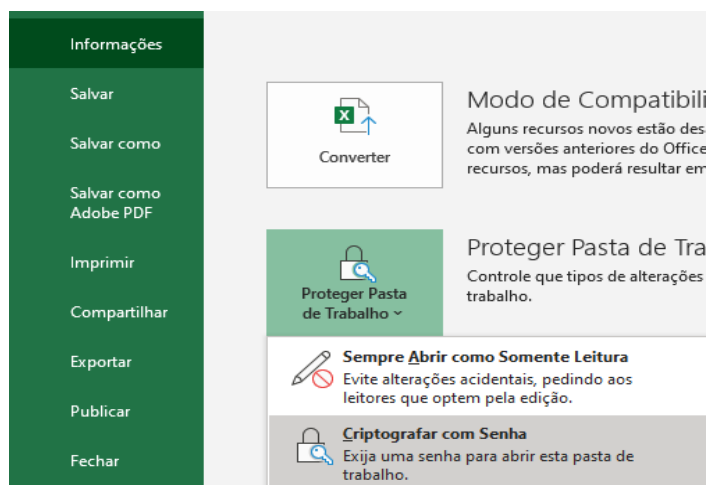 Informações
Salvar
Salvar como
Salvar como
Adobe PDF
Imprimir
Compartilhar
Exportar
Publicar
Fechar
Converter
Modo de Compatibili
Alguns recursos novos estão des
com versões anteriores do Office
recursos, mas poderá resultar em
Proteger Pasta
de Trabalho
Proteger Pasta de Tra
Controle que tipos de alterações
trabalho.
Sempre Abrir como Somente Leitura
Evite alterações acidentais, pedindo aos
leitores que optem pela edição.
Criptografar com Senha
Exija uma senha para abrir esta pasta de
trabalho.